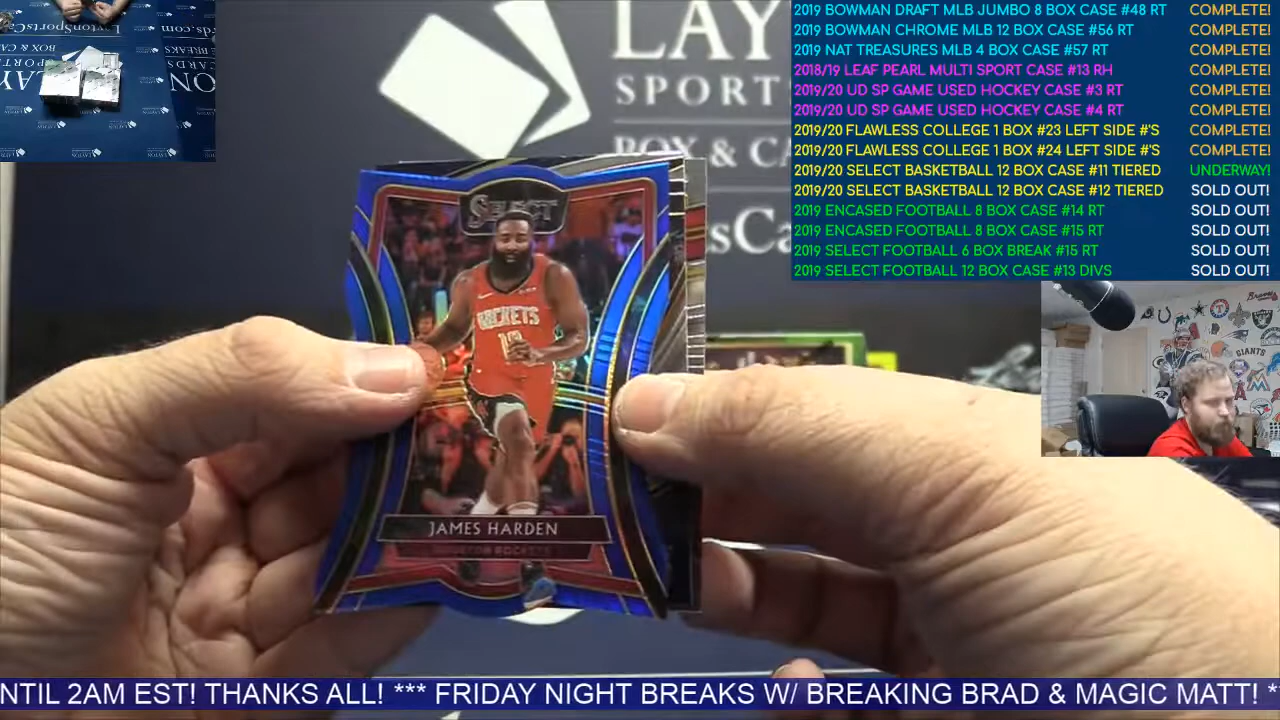 2019 BOWMAN DRAFT MLB JUMBO 8 BOX CASE #48 RT COMPLETE!
2019 BOWMAN CHROME MLB 12 BOX CASE #56 RT COMPLETE!
2019 NAT TREASURES MLB 4 BOX CASE #57 RT COMPLETE!
2018/19 LEAF PEARL MULTI SPORT CASE #13 RH COMPLETE!
2019/20 UD SP GAME USED HOCKEY CASE #3 RT COMPLETE!
2019/20 UD SP GAME USED HOCKEY CASE #4 RT COMPLETE!
2019/20 FLAWLESS COLLEGE 1 BOX #23 LEFT SIDE #'S COMPLETE!
2019/20 FLAWLESS COLLEGE 1 BOX #24 LEFT SIDE #'S COMPLETE!
2019/20 SELECT BASKETBALL 12 BOX CASE #11 TIERED UNDERWAY!
2019/20 SELECT BASKETBALL 12 BOX CASE #12 TIERED SOLD OUT!
2019 ENCASED FOOTBALL 8 BOX CASE #14 RT SOLD OUT!
2019 ENCASED FOOTBALL 8 BOX CASE #15 RT SOLD OUT!
2019 SELECT FOOTBALL 6 BOX BREAK #15 RT SOLD OUT!
2019 SELECT FOOTBALL 12 BOX CASE #13 DIVS SOLD OUT!
LAY
SPORTS
BOX & CA
sCa
SELECT
ROCKETS
13
JAMES HARDEN
HOUSTON ROCKETS
GIANTS
NTIL 2AM EST! THANKS ALL! *** FRIDAY NIGHT BREAKS W/ BREAKING BRAD & MAGIC MATT! *